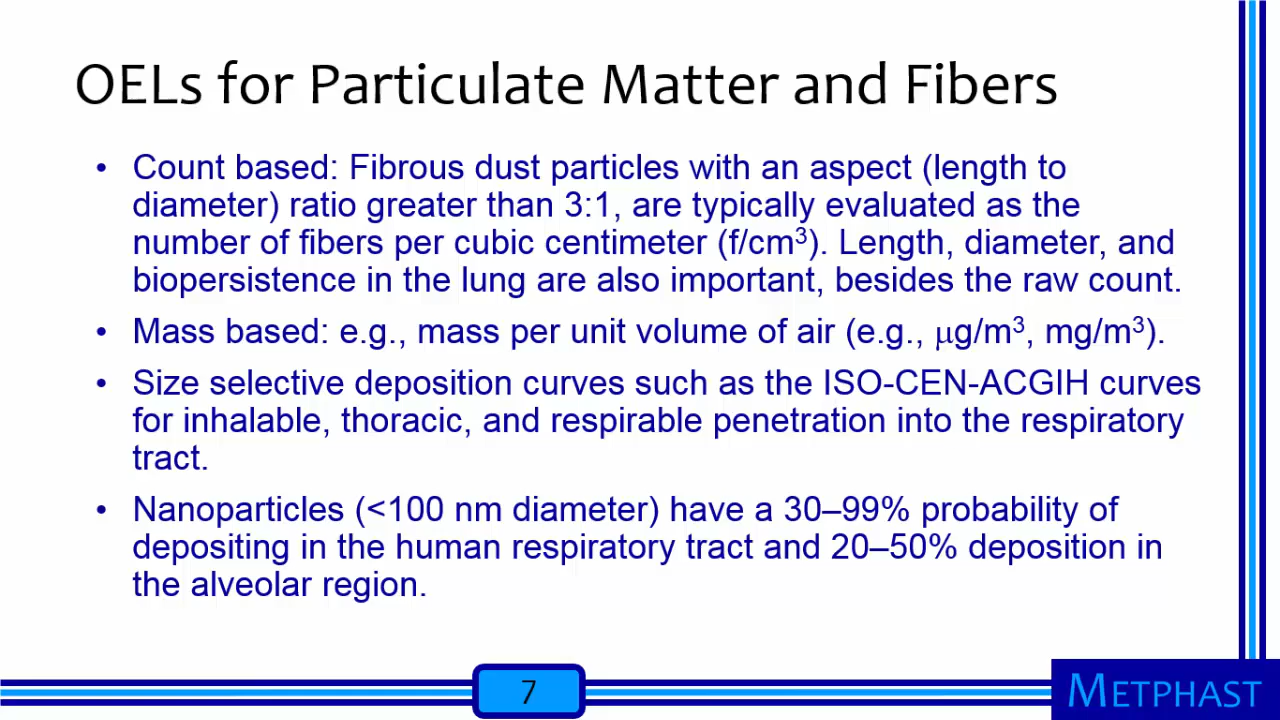 OELs for Particulate Matter and Fibers
• Count based: Fibrous dust particles with an aspect (length to
diameter) ratio greater than 3:1, are typically evaluated as the
number of fibers per cubic centimeter (f/cm³). Length, diameter, and
biopersistence in the lung are also important, besides the raw count.
• Mass based: e.g., mass per unit volume of air (e.g., μg/m³, mg/m³).
• Size selective deposition curves such as the ISO-CEN-ACGIH curves
for inhalable, thoracic, and respirable penetration into the respiratory
tract.
• Nanoparticles (<100 nm diameter) have a 30–99% probability of
depositing in the human respiratory tract and 20–50% deposition in
the alveolar region.
7
METPHAST